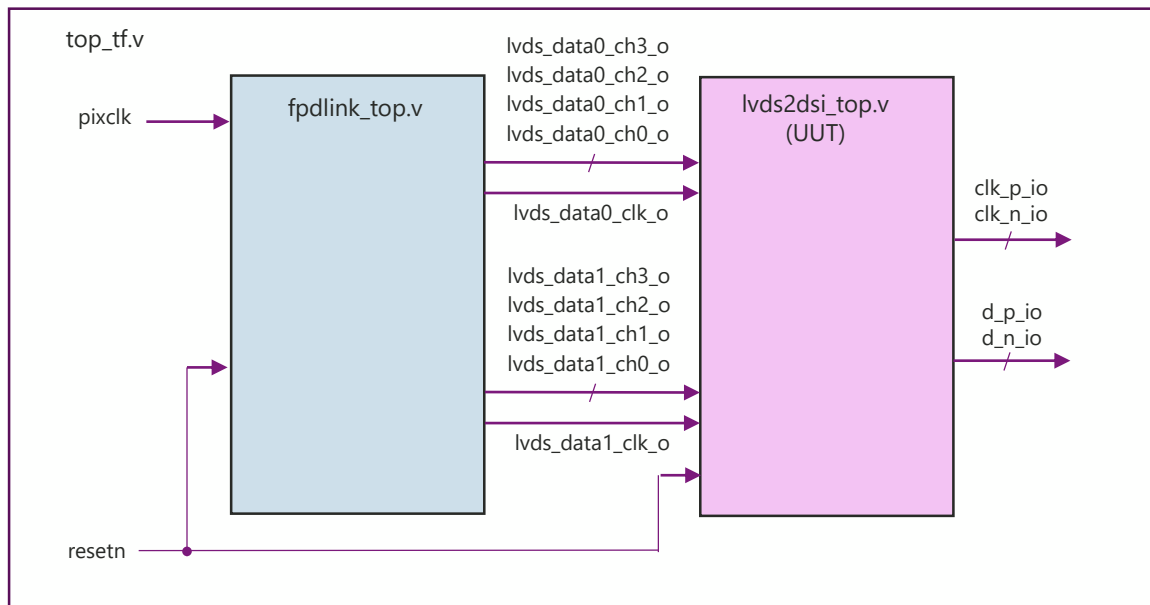 top_tf.v
pixclk
fpdlink_top.v
lvds_data0_ch3_o
lvds_data0_ch2_o
lvds_data0_ch1_o
lvds_data0_ch0_o
lvds_data0_clk_o
lvds_data1_ch3_o
lvds_data1_ch2_o
lvds_data1_ch1_o
lvds_data1_ch0_o
lvds_data1_clk_o
lvds2dsi_top.v
(UUT)
clk_p_io
clk_n_io
d_p_io
d_n_io
resetn